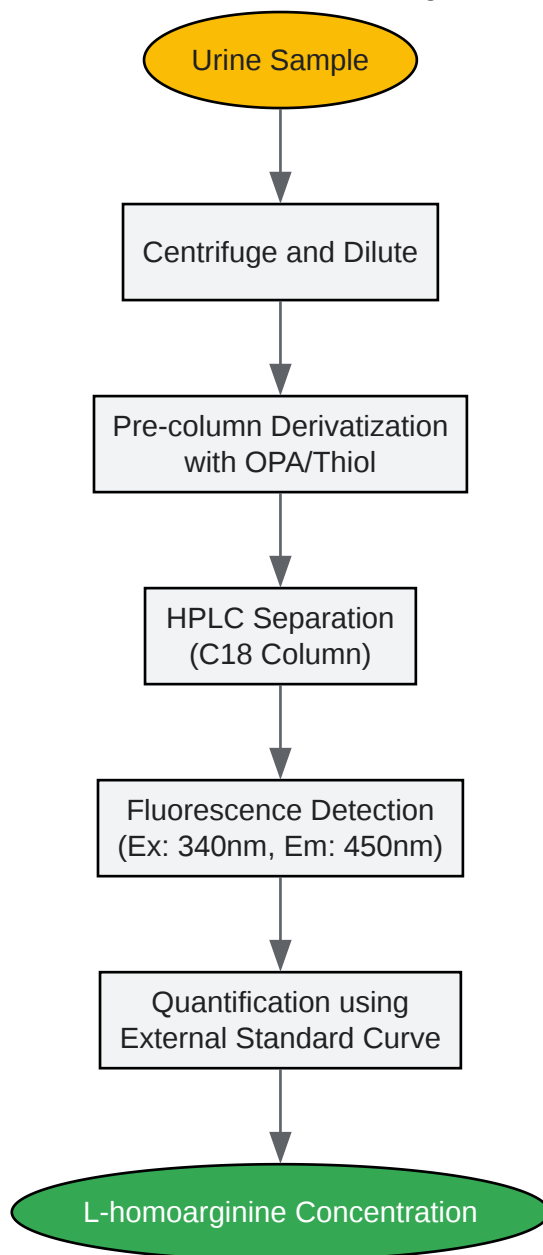 Urine Sample
Centrifuge and Dilute
Pre-column Derivatization
with OPA/Thiol
HPLC Separation
(C18 Column)
Fluorescence Detection
(Ex: 340nm, Em: 450nm)
Quantification using
External Standard Curve
L-homoarginine Concentration